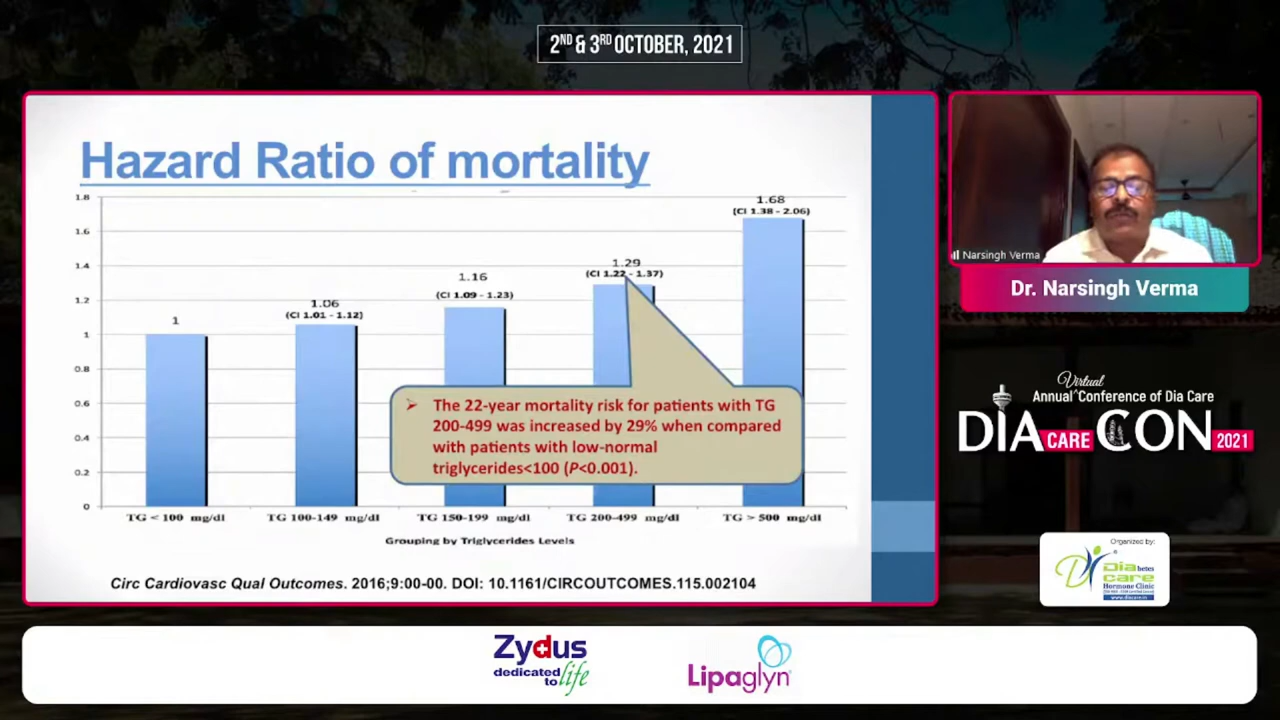 2ND & 3RD OCTOBER, 2021
Hazard Ratio of mortality
1.8
1.6
1.4
1.2
1
0.8
0.6
0.4
0.2
0
1
1.06
(CI 1.01 - 1.12)
1.16
(CI 1.09 - 1.23)
1.29
(CI 1.22 - 1.37)
1.68
(CI 1.38 - 2.06)
➢ The 22-year mortality risk for patients with TG
200-499 was increased by 29% when compared
with patients with low-normal
triglycerides<100 (P<0.001).
TG < 100 mg/dl
TG 100-149 mg/dl
TG 150-199 mg/dl
TG 200-499 mg/dl
TG > 500 mg/dl
Grouping by Triglycerides Levels
Circ Cardiovasc Qual Outcomes. 2016;9:00-00. DOI: 10.1161/CIRCOUTCOMES.115.002104
Narsingh Verma
Dr. Narsingh Verma
Virtual
Annual^Conference of Dia Care
DIA CARE CON 2021
Organized by:
Diabetes
care
Hormone Clinic
Zydus
dedicated
to life
Lipaglyn